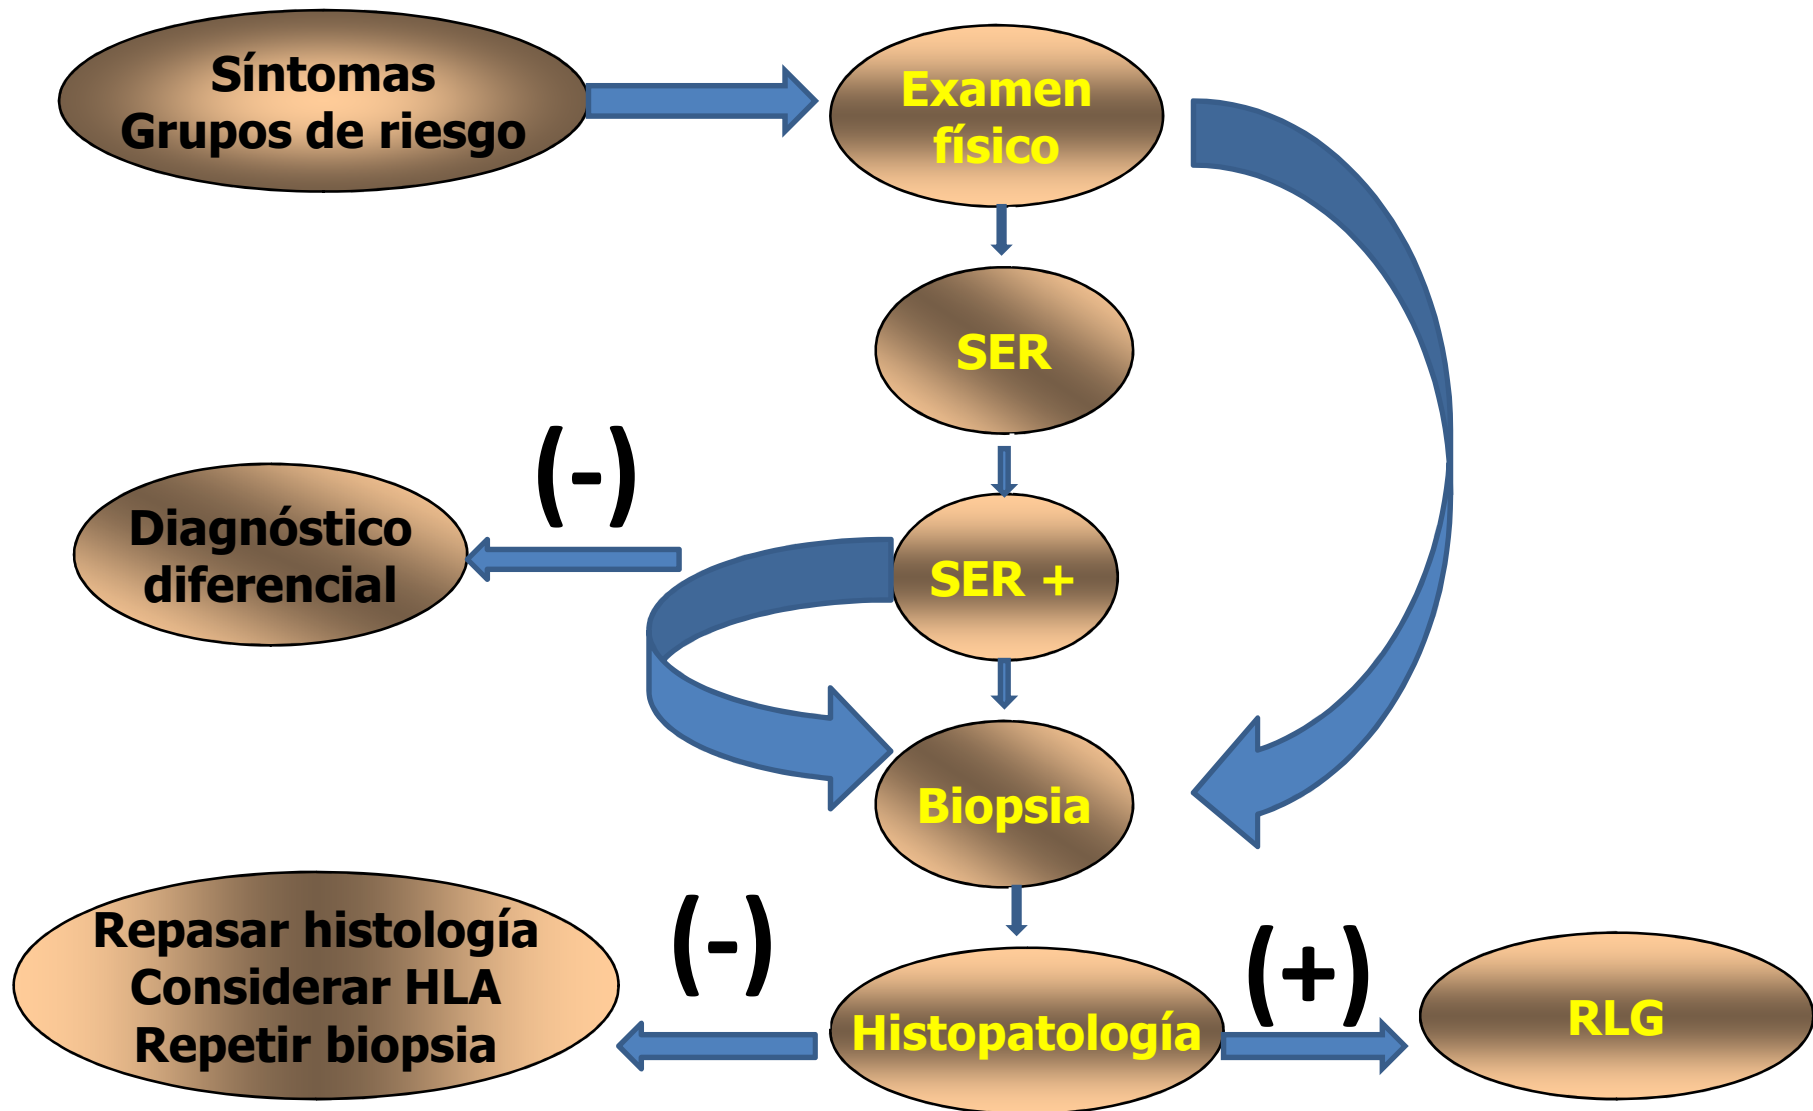 Síntomas
Grupos de riesgo
Examen
físico
SER
(-)
Diagnóstico
diferencial
SER +
Biopsia
Repasar histología
Considerar HLA
Repetir biopsia
(-)
Histopatología
(+)
RLG